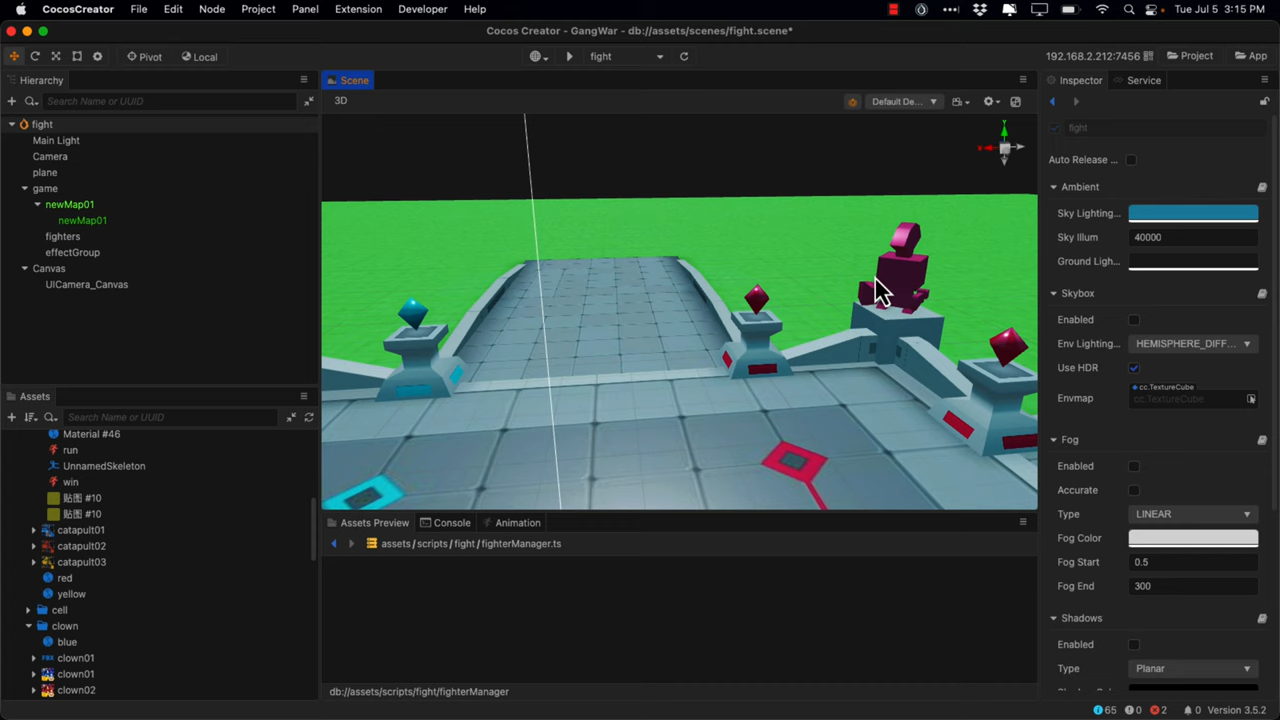 CocosCreator File Edit Node Project Panel Extension Developer Help
Tue Jul 5 3:15 PM
Cocos Creator - GangWar - db://assets/scenes/fight.scene*
Pivot Local
fight
192.168.2.212:7456 Project App
Hierarchy
Search Name or UUID
fight
Main Light
Camera
plane
game
newMap01
newMap01
fighters
effectGroup
Canvas
UICamera_Canvas
Assets
Search Name or UUID
Material #46
run
UnnamedSkeleton
win
贴图 #10
贴图 #10
catapult01
catapult02
catapult03
red
yellow
cell
clown
blue
FBX clown01
clown01
clown02
Scene
3D
Default De...
Y
Assets Preview Console Animation
assets/scripts/fight/fighterManager.ts
db://assets/scripts/fight/fighterManager
Inspector Service
fight
Auto Release ...
Ambient
Sky Lighting...
Sky Illum 40000
Ground Ligh...
Skybox
Enabled
Env Lighting... HEMISPHERE_DIFF...
Use HDR
cc.TextureCube
Envmap cc.TextureCube
Fog
Enabled
Accurate
Type LINEAR
Fog Color
Fog Start 0.5
Fog End 300
Shadows
Enabled
Type Planar
65 0 2 0 Version 3.5.2